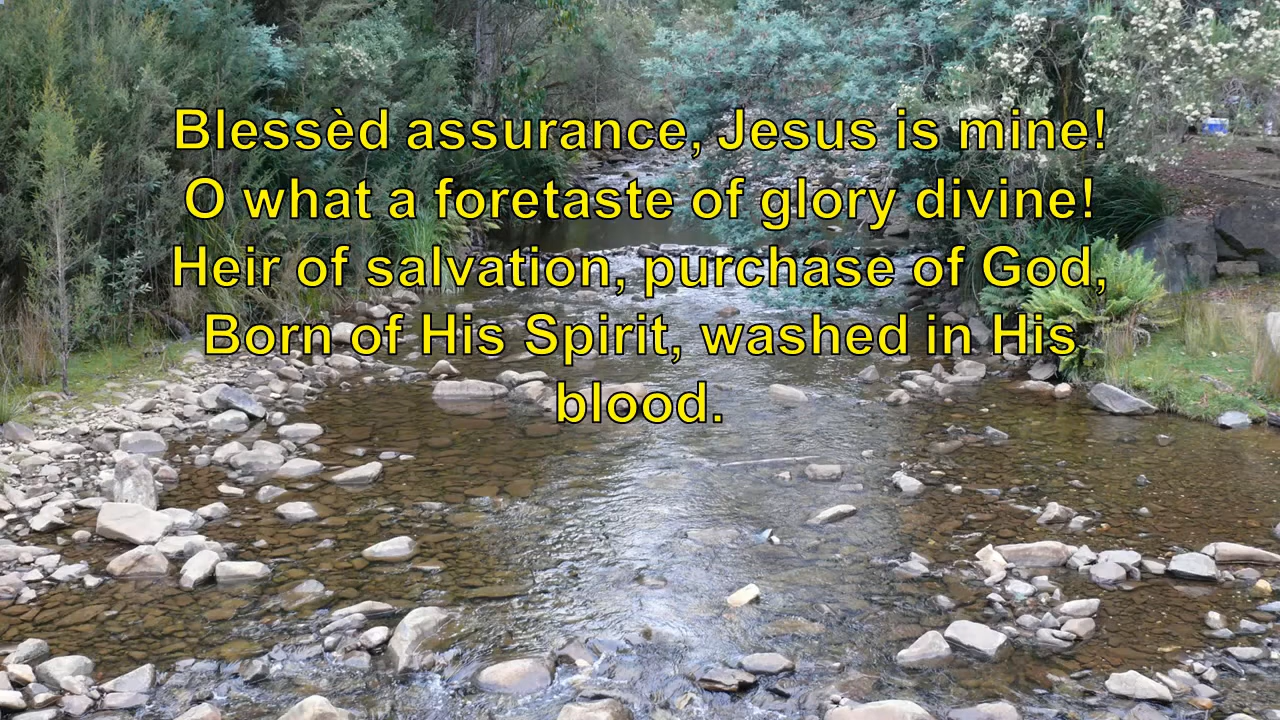 Blessèd assurance, Jesus is mine!
O what a foretaste of glory divine!
Heir of salvation, purchase of God,
Born of His Spirit, washed in His
blood.